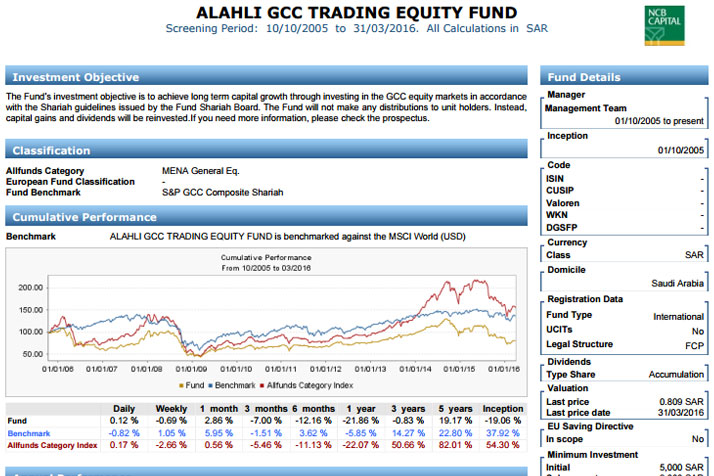 ALAHLI GCC TRADING EQUITY FUND
Screening Period: 10/10/2005 to 31/03/2016. All Calculations in SAR
NCB
CAPITAL
Investment Objective
The Fund's investment objective is to achieve long term capital growth through investing in the GCC equity markets in accordance
with the Shariah guidelines issued by the Fund Shariah Board. The Fund will not make any distributions to unit holders. Instead,
capital gains and dividends will be reinvested.If you need more information, please check the prospectus.
Classification
Allfunds Category MENA General Eq.
European Fund Classification -
Fund Benchmark S&P GCC Composite Shariah
Cumulative Performance
Benchmark ALAHLI GCC TRADING EQUITY FUND is benchmarked against the MSCI World (USD)
Cumulative Performance
From 10/2005 to 03/2016
200.00
150.00
100.00
50.00
01/01/06 01/01/07 01/01/08 01/01/09 01/01/10 01/01/11 01/01/12 01/01/13 01/01/14 01/01/15 01/01/16
Fund Benchmark Allfunds Category Index
Daily Weekly 1 month 3 months 6 months 1 year 3 years 5 years Inception
Fund 0.12 % -0.69 % 2.86 % -7.00 % -12.16 % -21.86 % -0.83 % 19.17 % -19.06 %
Benchmark -0.82 % 1.05 % 5.95 % -1.51 % 3.62 % -5.85 % 14.27 % 22.80 % 37.92 %
Allfunds Category Index 0.17 % -2.66 % 0.56 % -5.46 % -11.13 % -22.07 % 50.66 % 82.01 % 54.30 %
Fund Details
Manager
Management Team
01/10/2005 to present
Inception
01/10/2005
Code
ISIN -
CUSIP -
Valoren -
WKN -
DGSFP -
Currency
Class SAR
Domicile
Saudi Arabia
Registration Data
Fund Type International
UCITs No
Legal Structure FCP
Dividends
Type Share Accumulation
Valuation
Last price 0.809 SAR
Last price date 31/03/2016
EU Saving Directive
In scope No
Minimum Investment
Initial 5,000 SAR